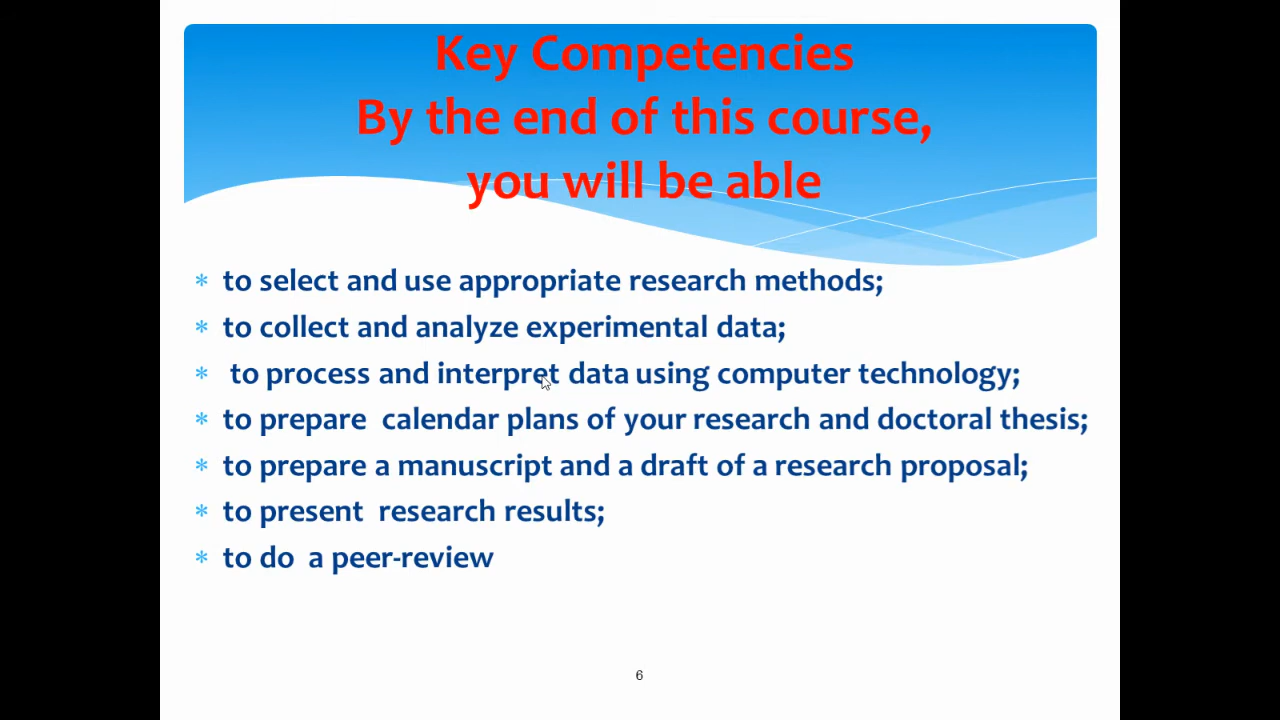 Key Competencies
By the end of this course,
you will be able
* to select and use appropriate research methods;
* to collect and analyze experimental data;
* to process and interpret data using computer technology;
* to prepare calendar plans of your research and doctoral thesis;
* to prepare a manuscript and a draft of a research proposal;
* to present research results;
* to do a peer-review
6